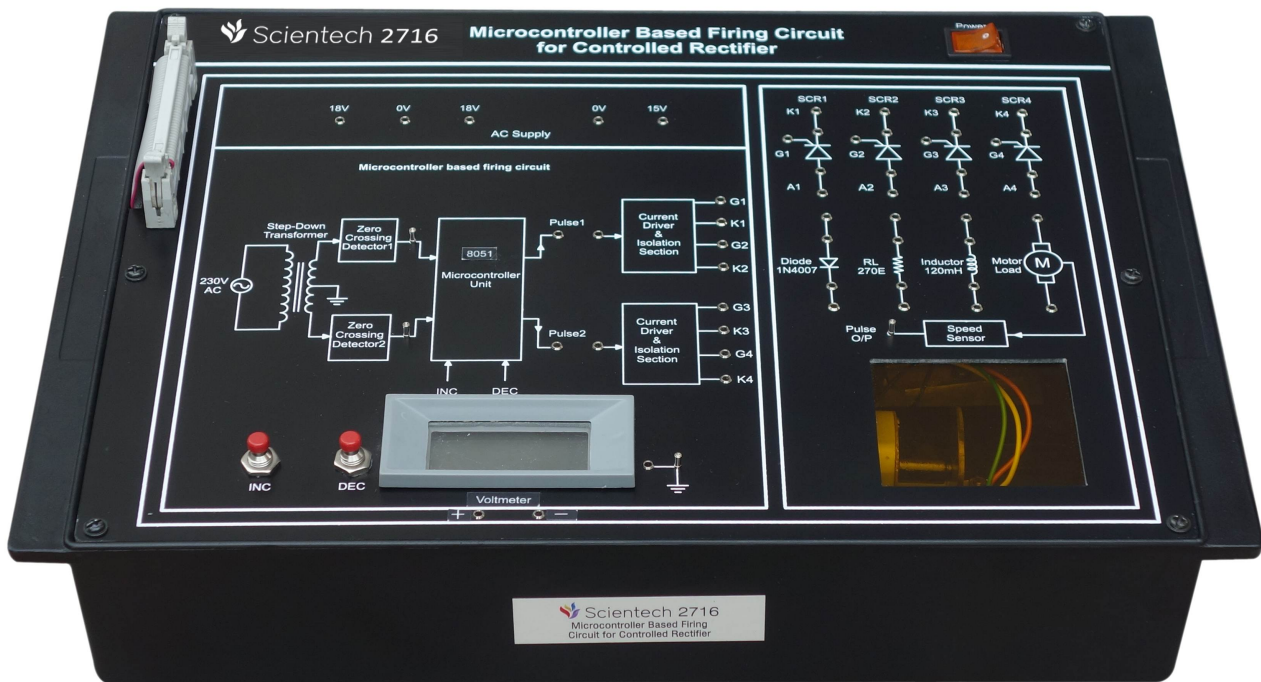 Scientech 2716
Microcontroller Based Firing Circuit
for Controlled Rectifier
Power
18V 0V 18V 0V 15V
AC Supply
Microcontroller based firing circuit
Step-Down
Transformer
230V
AC
Zero
Crossing
Detector1
Zero
Crossing
Detector2
8051
Microcontroller
Unit
INC DEC
Pulse1
Pulse2
Current
Driver
&
Isolation
Section
G1
K1
G2
K2
Current
Driver
&
Isolation
Section
G3
K3
G4
K4
INC
DEC
Voltmeter
+ −
SCR1 SCR2 SCR3 SCR4
K1 K2 K3 K4
G1 G2 G3 G4
A1 A2 A3 A4
Diode
1N4007
RL
270E
Inductor
120mH
Motor
Load
M
Pulse
O/P
Speed
Sensor
Scientech 2716
Microcontroller Based Firing
Circuit for Controlled Rectifier